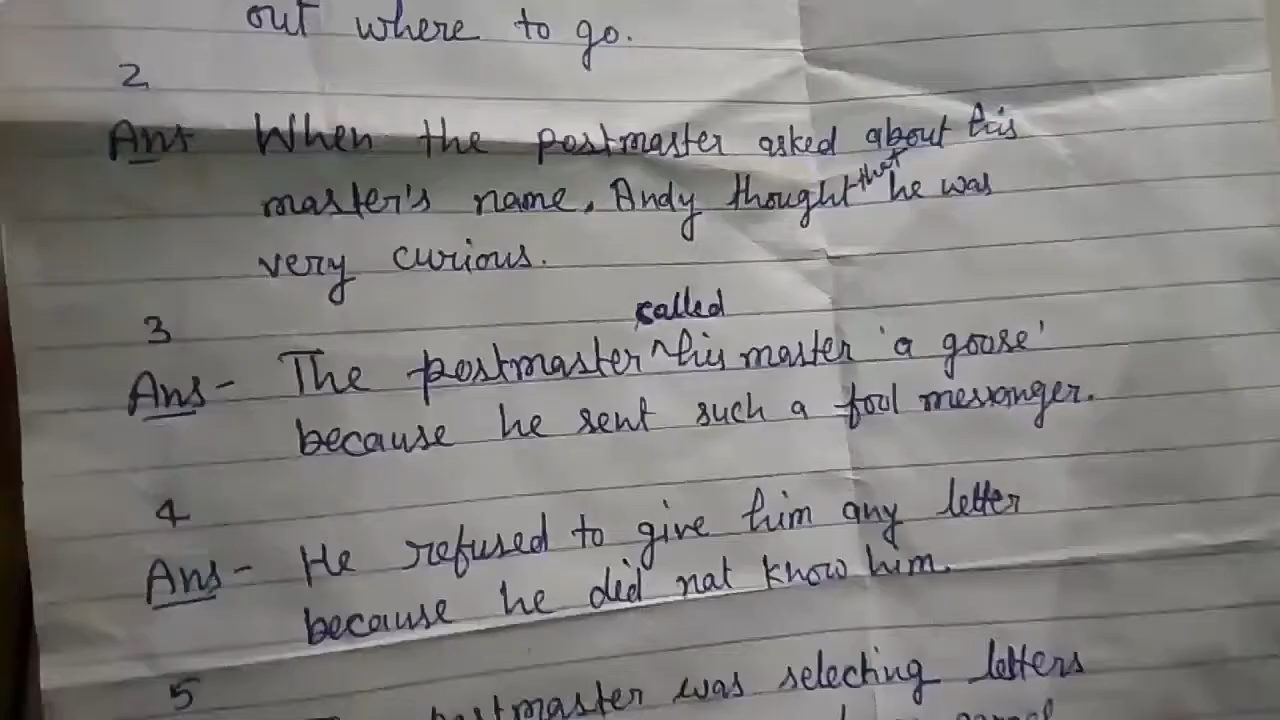 out where to go.
2
Ans When the postmaster asked about his
master's name, Andy thought that he was
very curious.
3
Ans- The postmaster ^called his master 'a goose'
because he sent such a fool messonger.
4
Ans- He refused to give him any letter
because he did not know him.
5
postmaster was selecting letters